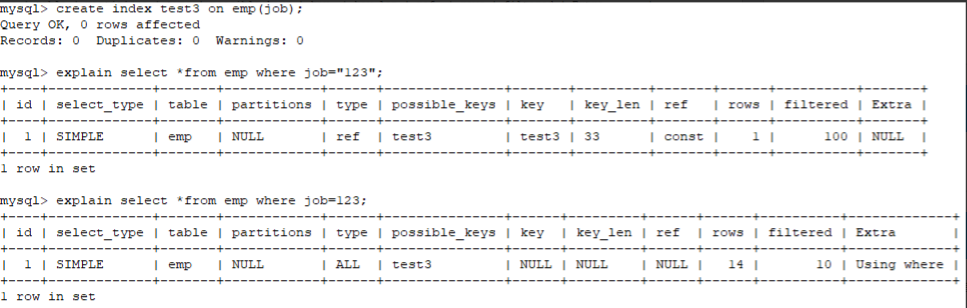 mysql> create index test3 on emp(job);
Query OK, 0 rows affected
Records: 0  Duplicates: 0  Warnings: 0
mysql> explain select *from emp where job="123";
+----+-------------+-------+------------+------+---------------+-------+---------+-------+------+----------+-------+
| id | select_type | table | partitions | type | possible_keys | key   | key_len | ref   | rows | filtered | Extra |
+----+-------------+-------+------------+------+---------------+-------+---------+-------+------+----------+-------+
|  1 | SIMPLE      | emp   | NULL       | ref  | test3         | test3 | 33      | const |    1 |      100 | NULL  |
+----+-------------+-------+------------+------+---------------+-------+---------+-------+------+----------+-------+
1 row in set
mysql> explain select *from emp where job=123;
+----+-------------+-------+------------+------+---------------+------+---------+------+------+----------+-------------+
| id | select_type | table | partitions | type | possible_keys | key  | key_len | ref  | rows | filtered | Extra       |
+----+-------------+-------+------------+------+---------------+------+---------+------+------+----------+-------------+
|  1 | SIMPLE      | emp   | NULL       | ALL  | test3         | NULL | NULL    | NULL |   14 |       10 | Using where |
+----+-------------+-------+------------+------+---------------+------+---------+------+------+----------+-------------+
1 row in set